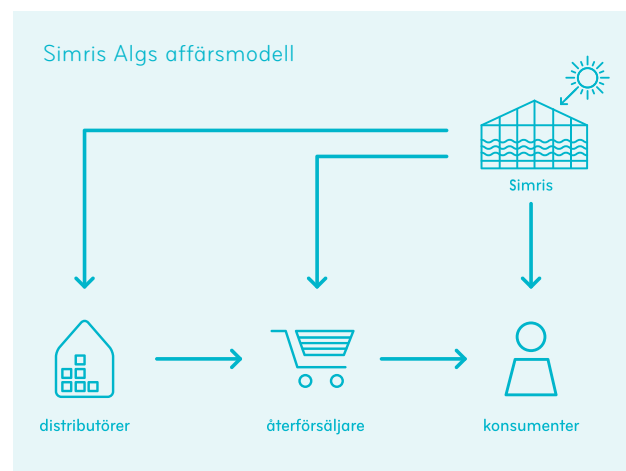 Simris Algs affärsmodell
Simris
distributörer
återförsäljare
konsumenter